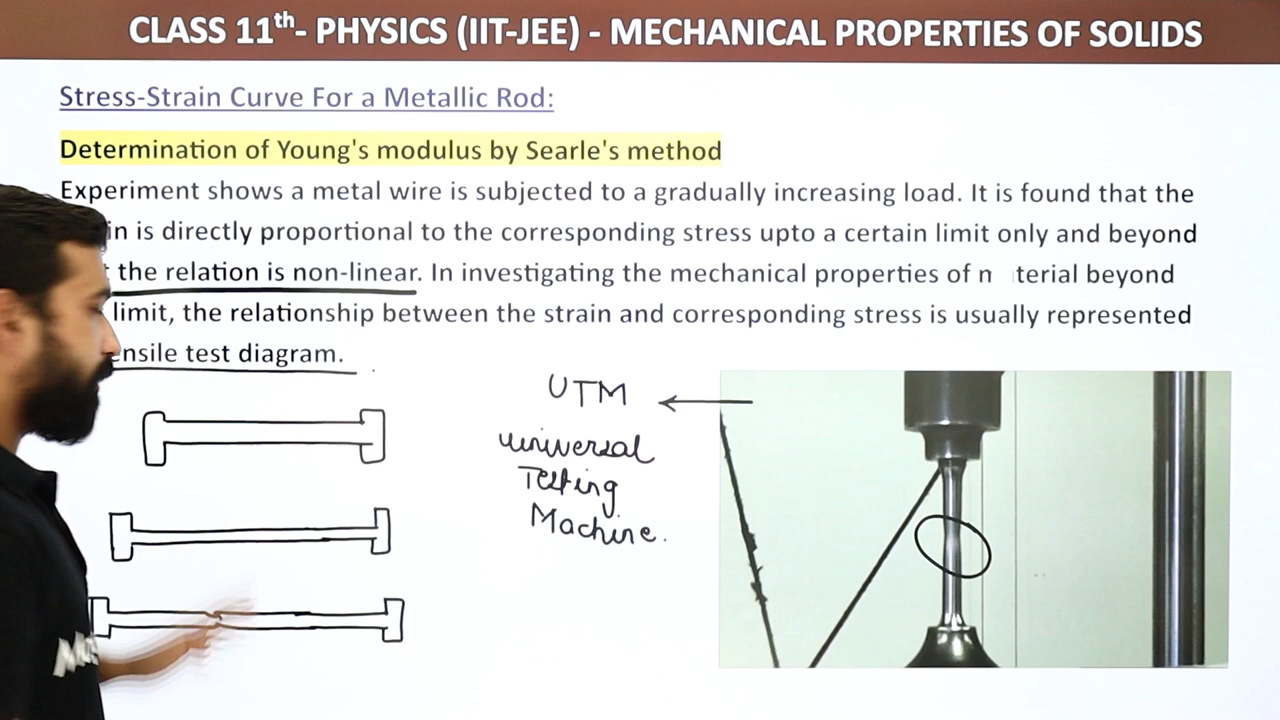 CLASS 11th- PHYSICS (IIT-JEE) - MECHANICAL PROPERTIES OF SOLIDS
Stress-Strain Curve For a Metallic Rod:
Determination of Young's modulus by Searle's method
Experiment shows a metal wire is subjected to a gradually increasing load. It is found that the
is directly proportional to the corresponding stress upto a certain limit only and beyond
the relation is non-linear. In investigating the mechanical properties of beyond
limit, the relationship between the strain and corresponding stress is usually represented
test diagram.
UTM
universal
Testing
Machine.